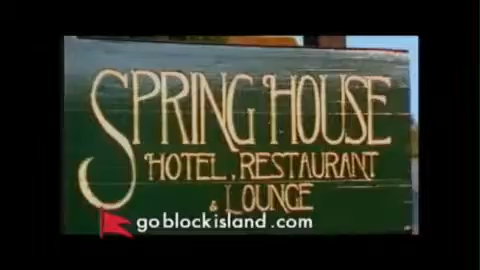 SPRING HOUSE
HOTEL, RESTAURANT
& LOUNGE
goblockisland.com